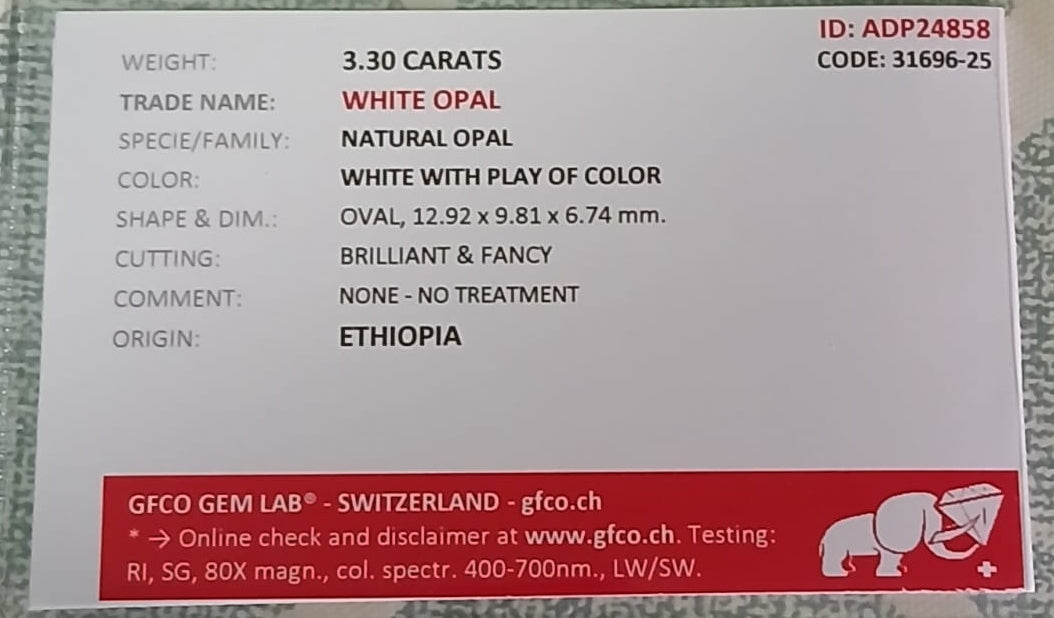 ID: ADP24858
CODE: 31696-25
WEIGHT: 3.30 CARATS
TRADE NAME: WHITE OPAL
SPECIE/FAMILY: NATURAL OPAL
COLOR: WHITE WITH PLAY OF COLOR
SHAPE & DIM.: OVAL, 12.92 x 9.81 x 6.74 mm.
CUTTING: BRILLIANT & FANCY
COMMENT: NONE - NO TREATMENT
ORIGIN: ETHIOPIA
GFCO GEM LAB® - SWITZERLAND - gfco.ch
* → Online check and disclaimer at www.gfco.ch. Testing:
RI, SG, 80X magn., col. spectr. 400-700nm., LW/SW.